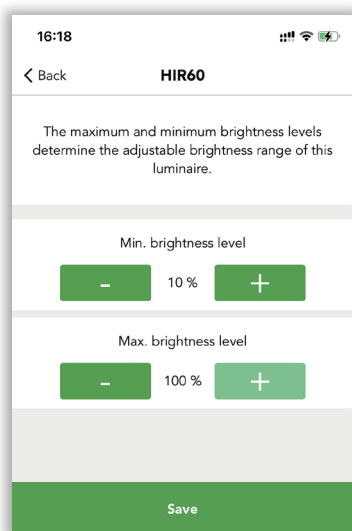 16:18
Back
HIR60
The maximum and minimum brightness levels
determine the adjustable brightness range of this
luminaire.
Min. brightness level
-
10 %
+
Max. brightness level
-
100 %
+
Save